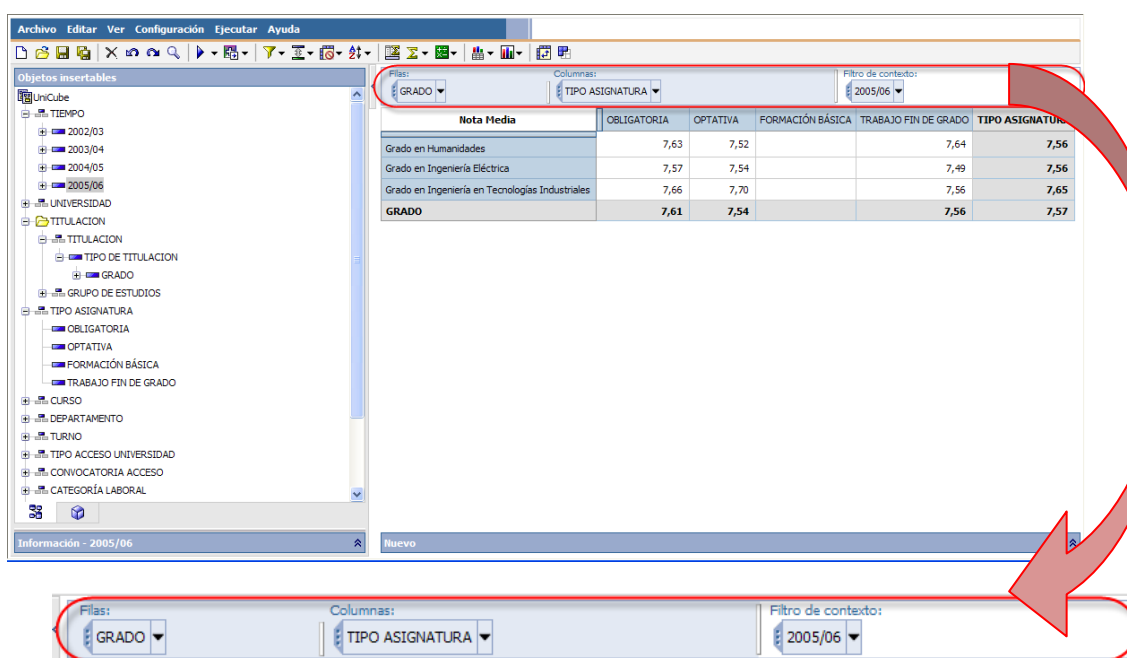 Archivo Editar Ver Configuración Ejecutar Ayuda
Objetos insertables
UniCube
TIEMPO
2002/03
2003/04
2004/05
2005/06
UNIVERSIDAD
TITULACION
TITULACION
TIPO DE TITULACION
GRADO
GRUPO DE ESTUDIOS
TIPO ASIGNATURA
OBLIGATORIA
OPTATIVA
FORMACIÓN BÁSICA
TRABAJO FIN DE GRADO
CURSO
DEPARTAMENTO
TURNO
TIPO ACCESO UNIVERSIDAD
CONVOCATORIA ACCESO
CATEGORÍA LABORAL
Información - 2005/06
Filas: Columnas: Filtro de contexto:
GRADO TIPO ASIGNATURA 2005/06
Nota Media OBLIGATORIA OPTATIVA FORMACIÓN BÁSICA TRABAJO FIN DE GRADO TIPO ASIGNATURA
Grado en Humanidades 7,63 7,52 7,64 7,56
Grado en Ingeniería Eléctrica 7,57 7,54 7,49 7,56
Grado en Ingeniería en Tecnologías Industriales 7,66 7,70 7,56 7,65
GRADO 7,61 7,54 7,56 7,57
Nuevo
Filas: Columnas: Filtro de contexto:
GRADO TIPO ASIGNATURA 2005/06